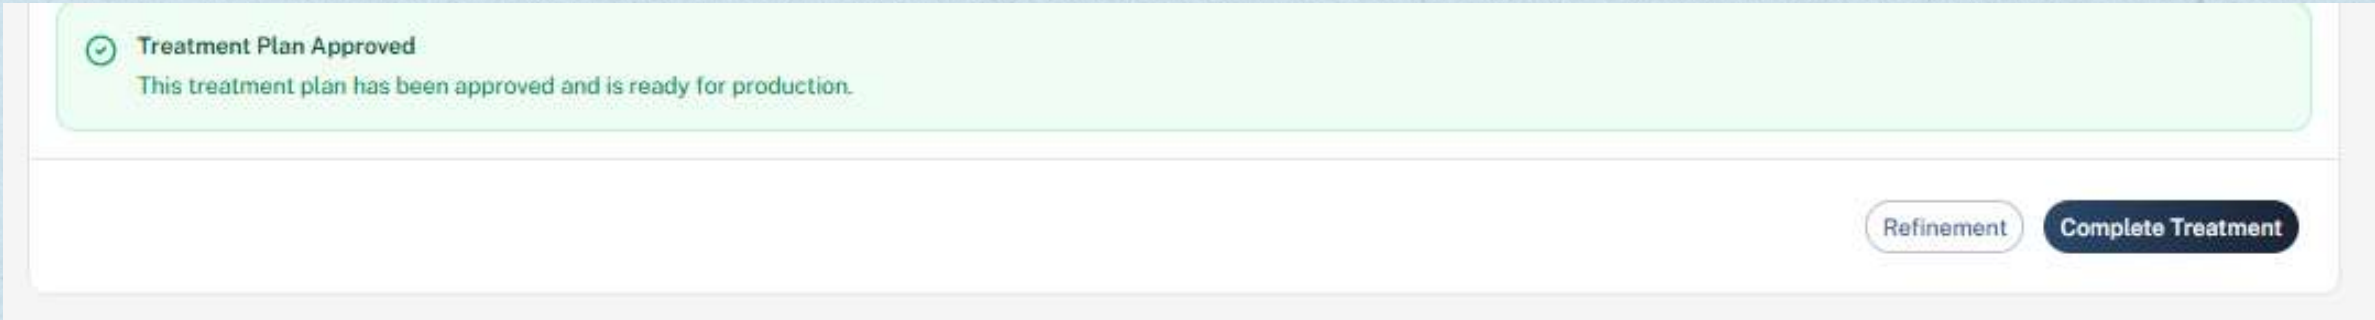 Treatment Plan Approved
This treatment plan has been approved and is ready for production.
Refinement
Complete Treatment